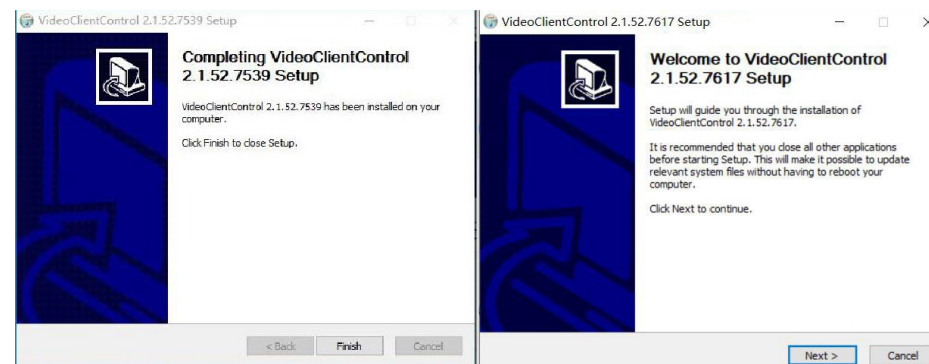 VideoClientControl 2.1.52.7539 Setup
Completing VideoClientControl
2.1.52.7539 Setup
VideoClientControl 2.1.52.7539 has been installed on your
computer.
Click Finish to close Setup.
< Back
Finish
Cancel
VideoClientControl 2.1.52.7617 Setup
Welcome to VideoClientControl
2.1.52.7617 Setup
Setup will guide you through the installation of
VideoClientControl 2.1.52.7617.
It is recommended that you close all other applications
before starting Setup. This will make it possible to update
relevant system files without having to reboot your
computer.
Click Next to continue.
Next >
Cancel